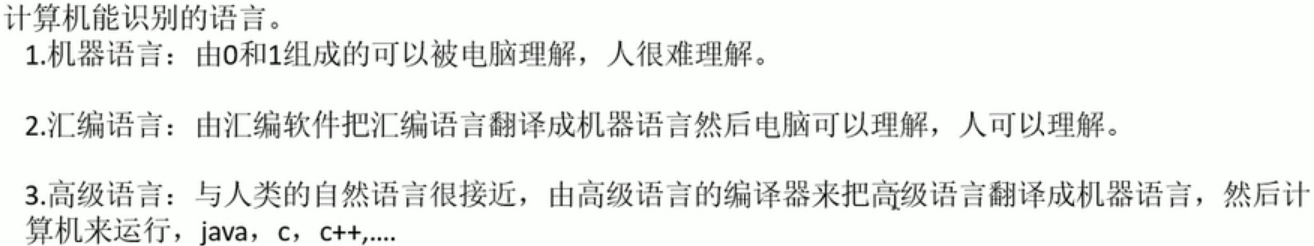 计算机能识别的语言。
1.机器语言：由0和1组成的可以被电脑理解，人很难理解。
2.汇编语言：由汇编软件把汇编语言翻译成机器语言然后电脑可以理解，人可以理解。
3.高级语言：与人类的自然语言很接近，由高级语言的编译器来把高级语言翻译成机器语言，然后计
算机来运行，java，c，c++,....